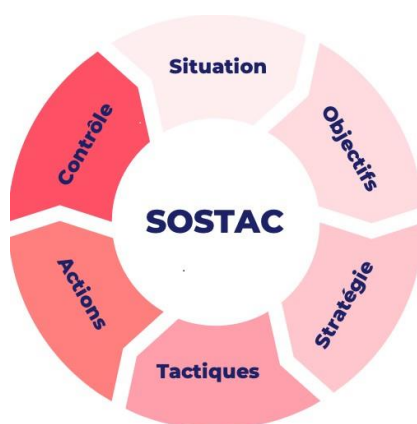 Situation
Objectifs
Stratégie
Tactiques
Actions
Contrôle
SOSTAC